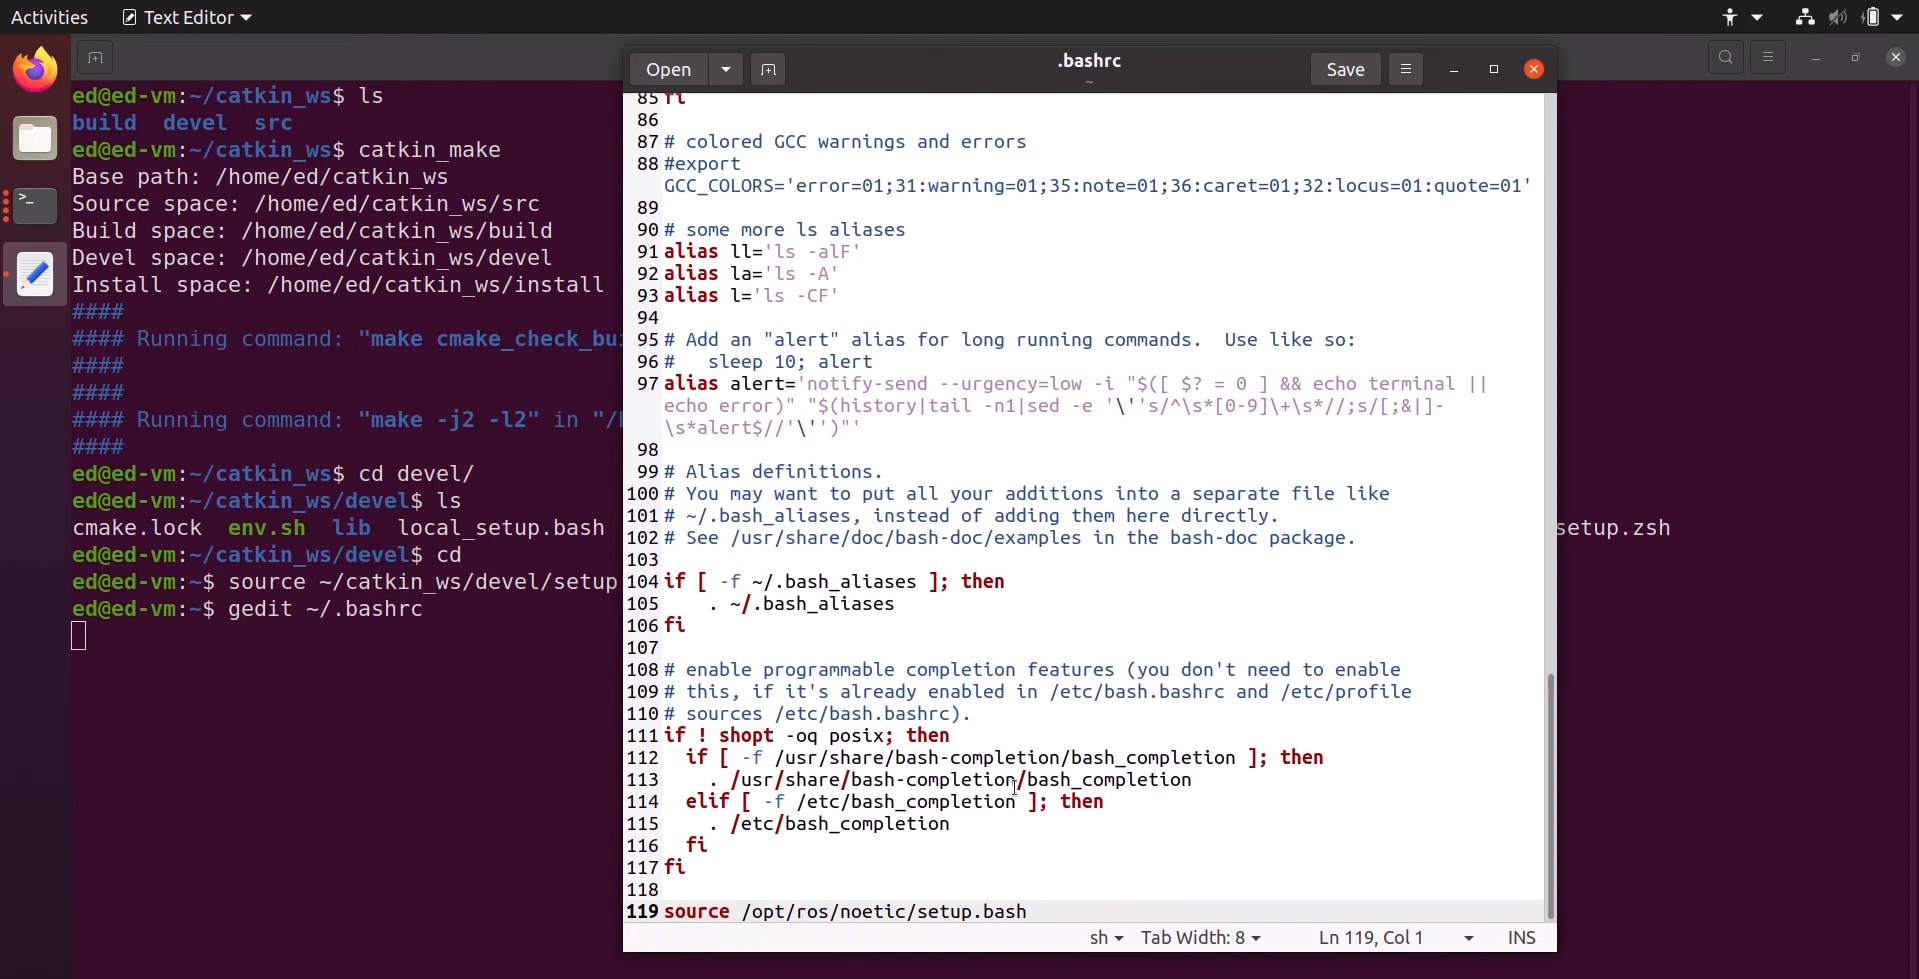 Activities Text Editor
Open .bashrc Save
~
ed@ed-vm:~/catkin_ws$ ls
build devel src
ed@ed-vm:~/catkin_ws$ catkin_make
Base path: /home/ed/catkin_ws
Source space: /home/ed/catkin_ws/src
Build space: /home/ed/catkin_ws/build
Devel space: /home/ed/catkin_ws/devel
Install space: /home/ed/catkin_ws/install
####
#### Running command: "make cmake_check_bui
####
####
#### Running command: "make -j2 -l2" in "/h
####
ed@ed-vm:~/catkin_ws$ cd devel/
ed@ed-vm:~/catkin_ws/devel$ ls
cmake.lock env.sh lib local_setup.bash
setup.zsh
ed@ed-vm:~/catkin_ws/devel$ cd
ed@ed-vm:~$ source ~/catkin_ws/devel/setup
ed@ed-vm:~$ gedit ~/.bashrc
85 fi
86
87 # colored GCC warnings and errors
88 #export
GCC_COLORS='error=01;31:warning=01;35:note=01;36:caret=01;32:locus=01:quote=01'
89
90 # some more ls aliases
91 alias ll='ls -alF'
92 alias la='ls -A'
93 alias l='ls -CF'
94
95 # Add an "alert" alias for long running commands.  Use like so:
96 #   sleep 10; alert
97 alias alert='notify-send --urgency=low -i "$([ $? = 0 ] && echo terminal ||
echo error)" "$(history|tail -n1|sed -e '\''s/^\s*[0-9]\+\s*//;s/[;&|]-
\s*alert$//'\'')"'
98
99 # Alias definitions.
100 # You may want to put all your additions into a separate file like
101 # ~/.bash_aliases, instead of adding them here directly.
102 # See /usr/share/doc/bash-doc/examples in the bash-doc package.
103
104 if [ -f ~/.bash_aliases ]; then
105     . ~/.bash_aliases
106 fi
107
108 # enable programmable completion features (you don't need to enable
109 # this, if it's already enabled in /etc/bash.bashrc and /etc/profile
110 # sources /etc/bash.bashrc).
111 if ! shopt -oq posix; then
112   if [ -f /usr/share/bash-completion/bash_completion ]; then
113     . /usr/share/bash-completion/bash_completion
114   elif [ -f /etc/bash_completion ]; then
115     . /etc/bash_completion
116   fi
117 fi
118
119 source /opt/ros/noetic/setup.bash
sh Tab Width: 8 Ln 119, Col 1 INS